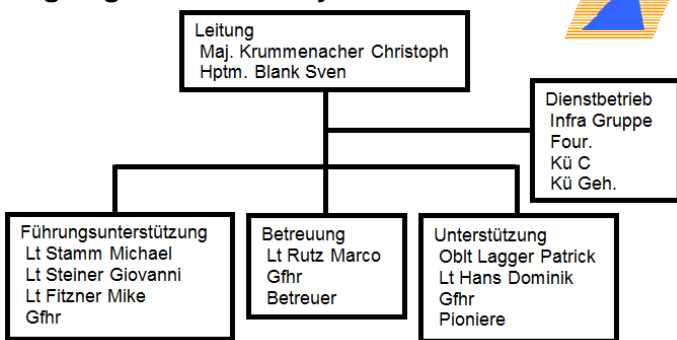 Leitung
Maj. Krummenacher Christoph
Hptm. Blank Sven
Dienstbetrieb
Infra Gruppe
Four.
Kü C
Kü Geh.
Führungsunterstützung
Lt Stamm Michael
Lt Steiner Giovanni
Lt Fitzner Mike
Gfhr
Betreuung
Lt Rutz Marco
Gfhr
Betreuer
Unterstützung
Oblt Lagger Patrick
Lt Hans Dominik
Gfhr
Pioniere